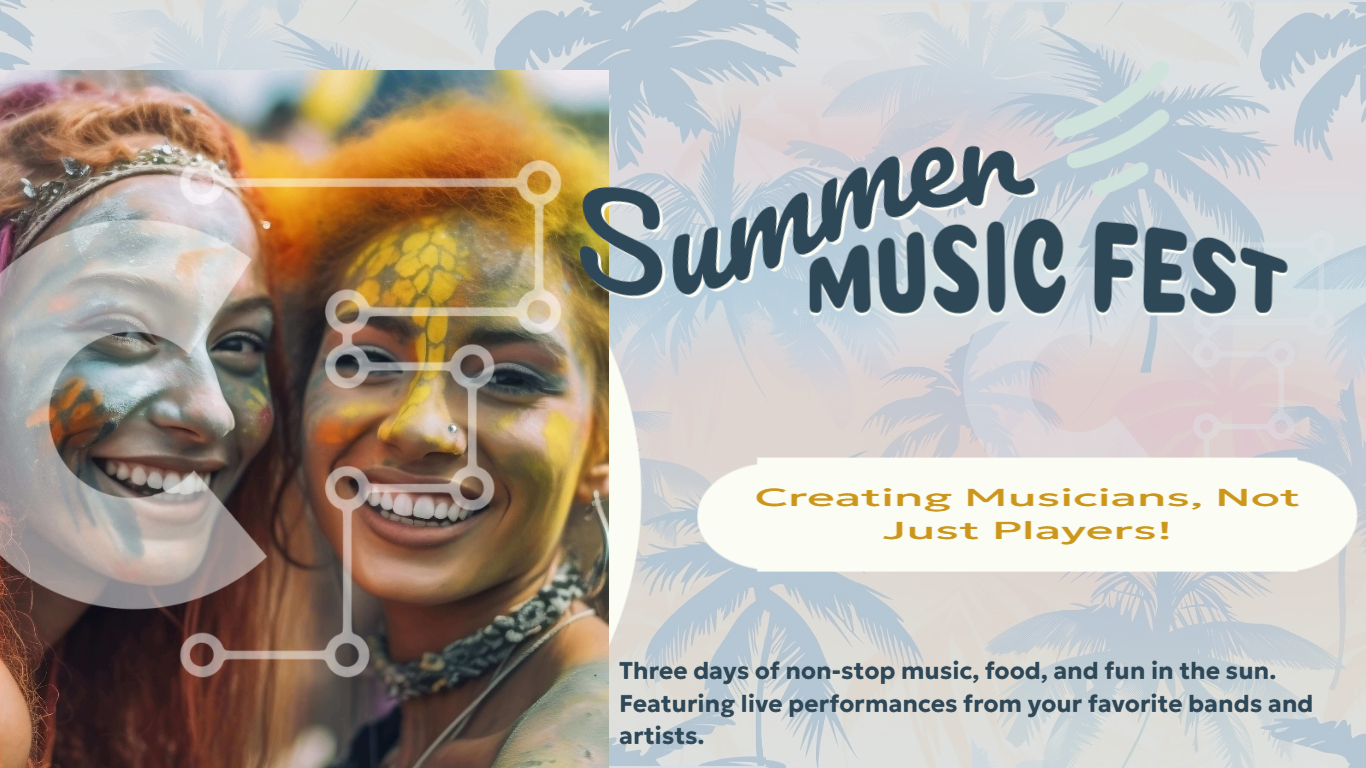 Summer
MUSIC FEST
Creating Musicians, Not
Just Players!
Three days of non-stop music, food, and fun in the sun.
Featuring live performances from your favorite bands and
artists.